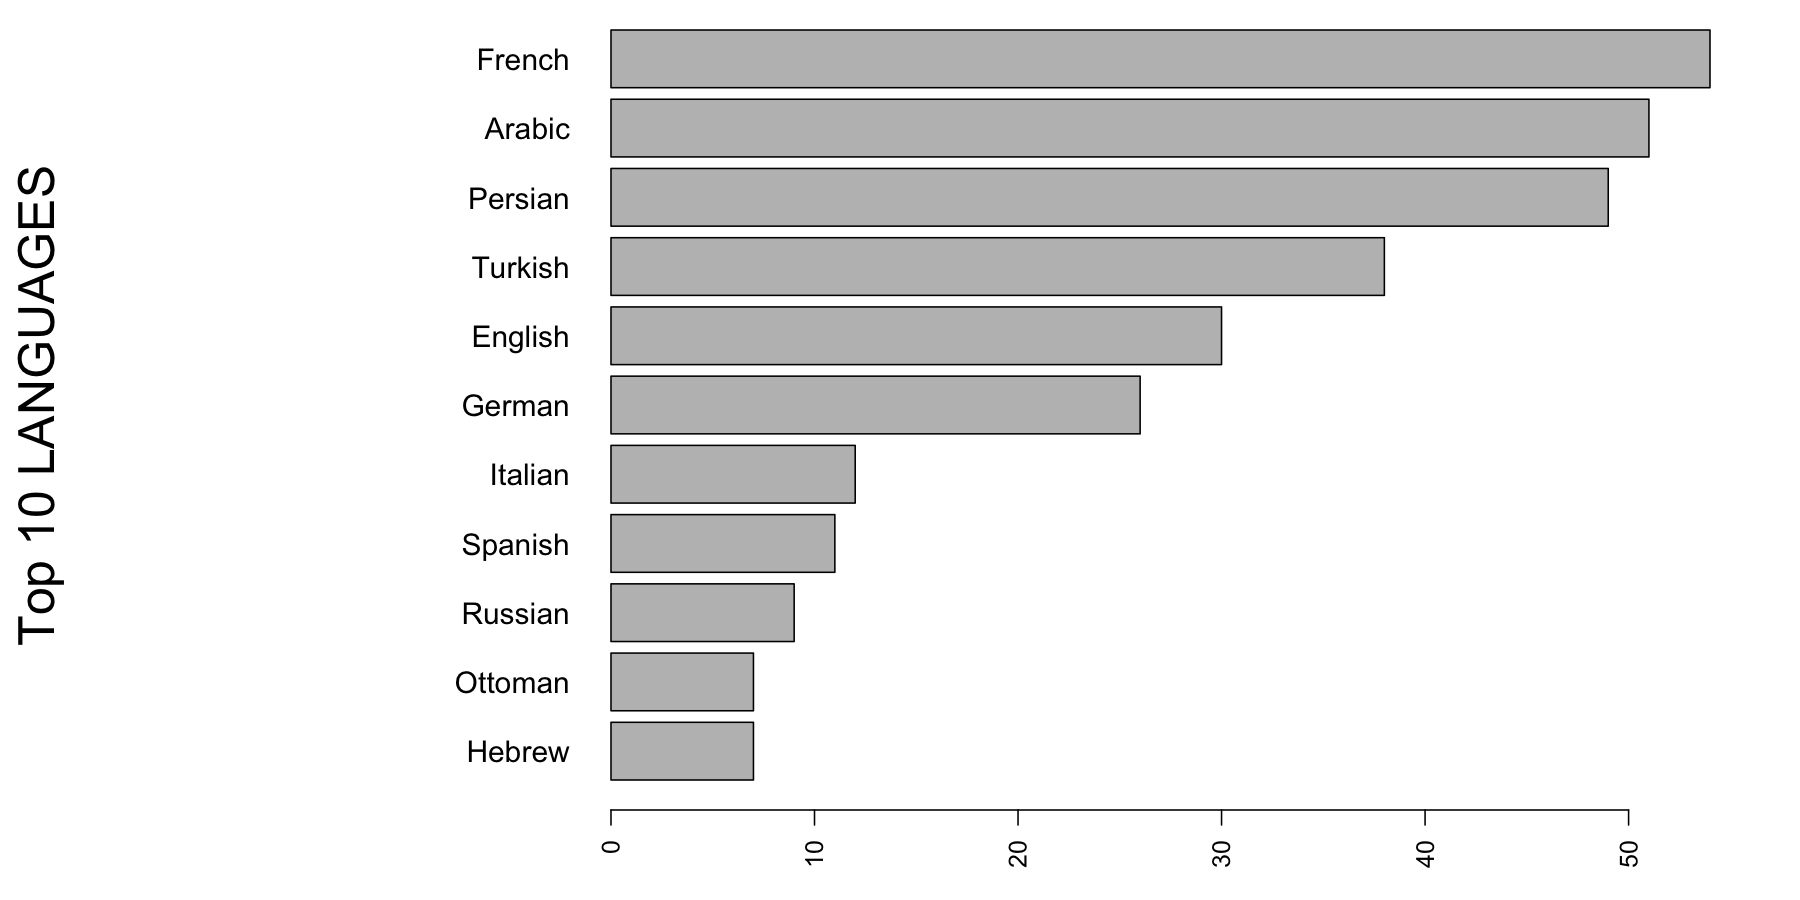 Top 10 LANGUAGES
French
Arabic
Persian
Turkish
English
German
Italian
Spanish
Russian
Ottoman
Hebrew
0 10 20 30 40 50